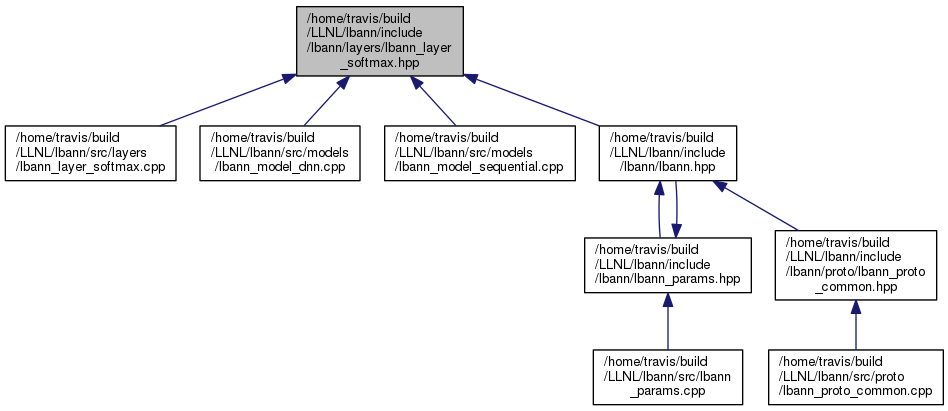 /home/travis/build
/LLNL/lbann/include
/lbann/layers/lbann_layer
_softmax.hpp
/home/travis/build
/LLNL/lbann/src/layers
/lbann_layer_softmax.cpp
/home/travis/build
/LLNL/lbann/src/models
/lbann_model_dnn.cpp
/home/travis/build
/LLNL/lbann/src/models
/lbann_model_sequential.cpp
/home/travis/build
/LLNL/lbann/include
/lbann/lbann.hpp
/home/travis/build
/LLNL/lbann/include
/lbann/lbann_params.hpp
/home/travis/build
/LLNL/lbann/include
/lbann/proto/lbann_proto
_common.hpp
/home/travis/build
/LLNL/lbann/src/lbann
_params.cpp
/home/travis/build
/LLNL/lbann/src/proto
/lbann_proto_common.cpp